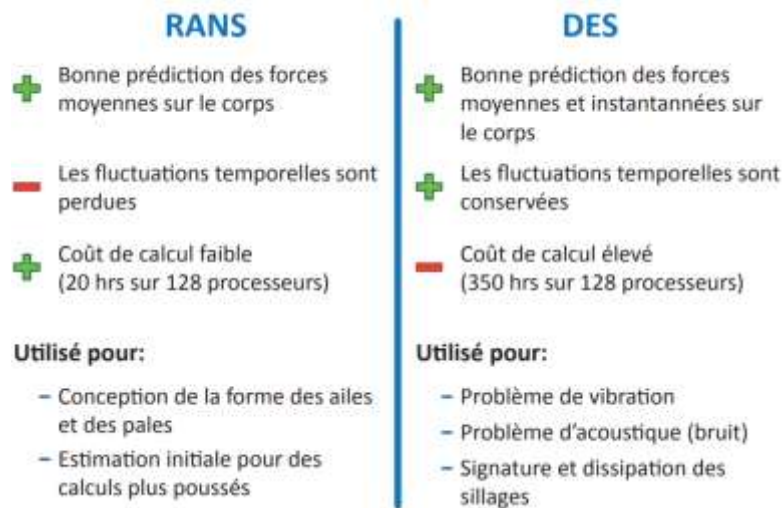 RANS
Bonne prédiction des forces
moyennes sur le corps
Les fluctuations temporelles sont
perdues
Coût de calcul faible
(20 hrs sur 128 processeurs)
Utilisé pour:
– Conception de la forme des ailes
et des pales
– Estimation initiale pour des
calculs plus poussés
DES
Bonne prédiction des forces
moyennes et instantannées sur
le corps
Les fluctuations temporelles sont
conservées
Coût de calcul élevé
(350 hrs sur 128 processeurs)
Utilisé pour:
– Problème de vibration
– Problème d'acoustique (bruit)
– Signature et dissipation des
sillages